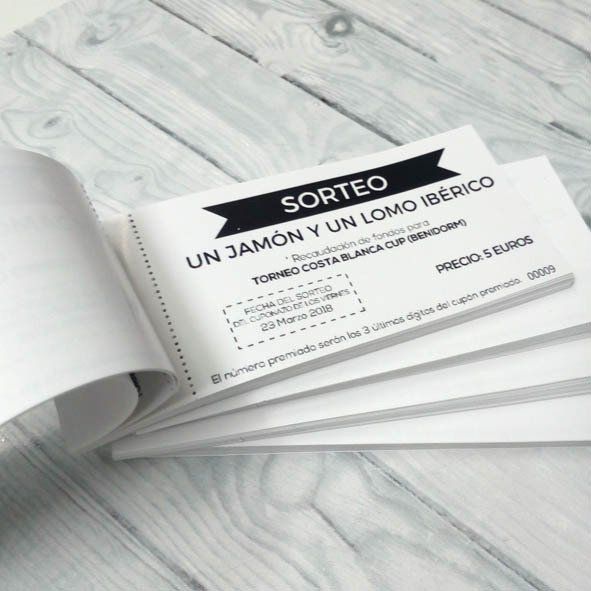 SORTEO
UN JAMÓN Y UN LOMO IBÉRICO
Recaudación de fondos para
TORNEO COSTA BLANCA CUP (BENIDORM)
PRECIO: 5 EUROS
FECHA DEL SORTEO
DEL CUPONAZO DE LOS VIERNES
23 Marzo 2018
El número premiado serán los 3 últimos dígitos del cupón premiado. 00009